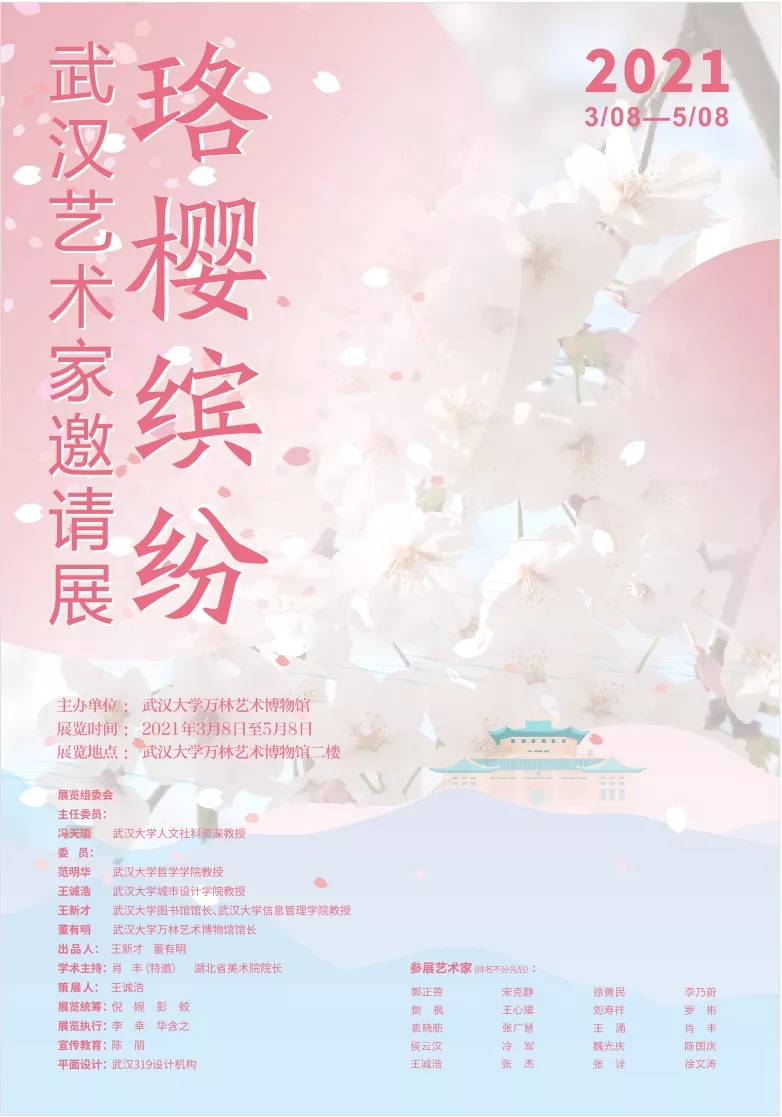 珞樱缤纷
武汉艺术家邀请展
2021
3/08—5/08
主办单位： 武汉大学万林艺术博物馆
展览时间： 2021年3月8日至5月8日
展览地点： 武汉大学万林艺术博物馆二楼
展览组委会
主任委员：
冯天瑜 武汉大学人文社科资深教授
委 员：
范明华 武汉大学哲学学院教授
王诚浩 武汉大学城市设计学院教授
王新才 武汉大学图书馆馆长、武汉大学信息管理学院教授
董有明 武汉大学万林艺术博物馆馆长
出品人： 王新才 董有明
学术主持：肖 丰（特邀） 湖北省美术院院长
策展人： 王诚浩
展览统筹：倪 婉 彭 蛟
展览执行：李 幸 华含之
宣传教育：陈 丽
平面设计：武汉319设计机构
参展艺术家（排名不分先后）：
郭正善 宋克静 徐勇民 李乃蔚
樊 枫 王心耀 刘寿祥 罗 彬
袁晓舫 张广慧 王 涌 肖 丰
侯云汉 冷 军 魏光庆 陈国庆
王诚浩 张 杰 张 诠 徐文涛